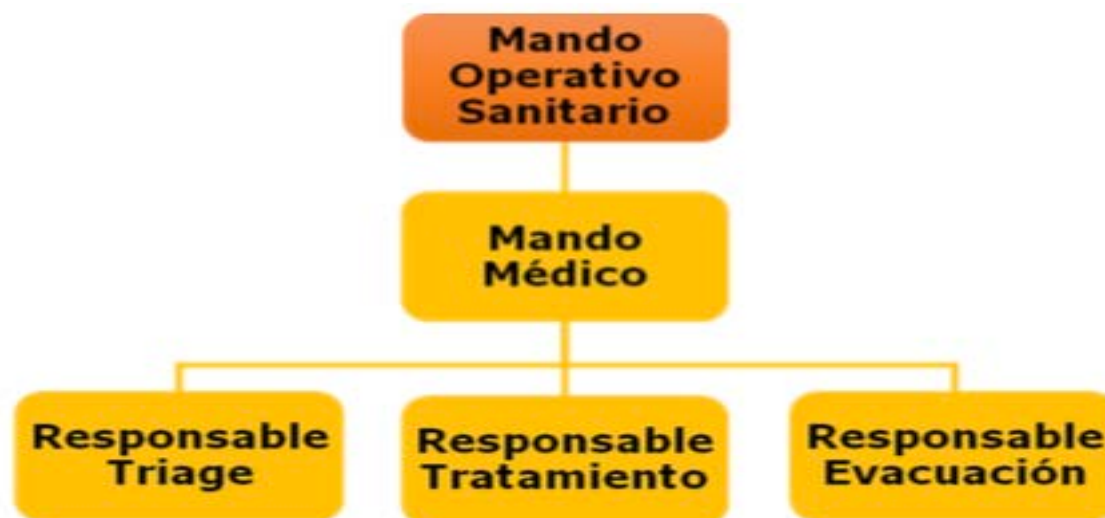 Mando
Operativo
Sanitario
Mando
Médico
Responsable
Triage
Responsable
Tratamiento
Responsable
Evacuación